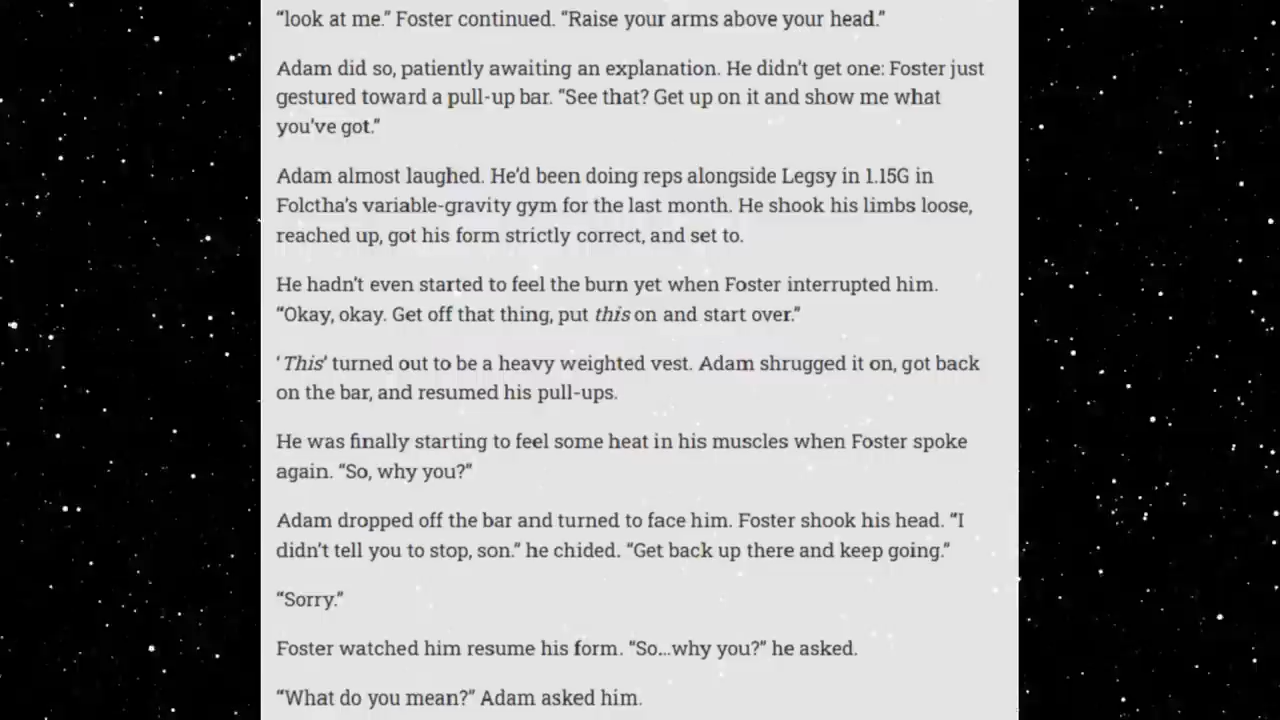 “look at me.” Foster continued. “Raise your arms above your head.”
Adam did so, patiently awaiting an explanation. He didn’t get one: Foster just
gestured toward a pull-up bar. “See that? Get up on it and show me what
you’ve got.”
Adam almost laughed. He’d been doing reps alongside Legsy in 1.15G in
Folctha’s variable-gravity gym for the last month. He shook his limbs loose,
reached up, got his form strictly correct, and set to.
He hadn’t even started to feel the burn yet when Foster interrupted him.
“Okay, okay. Get off that thing, put this on and start over.”
‘This’ turned out to be a heavy weighted vest. Adam shrugged it on, got back
on the bar, and resumed his pull-ups.
He was finally starting to feel some heat in his muscles when Foster spoke
again. “So, why you?”
Adam dropped off the bar and turned to face him. Foster shook his head. “I
didn’t tell you to stop, son.” he chided. “Get back up there and keep going.”
“Sorry.”
Foster watched him resume his form. “So…why you?” he asked.
“What do you mean?” Adam asked him.